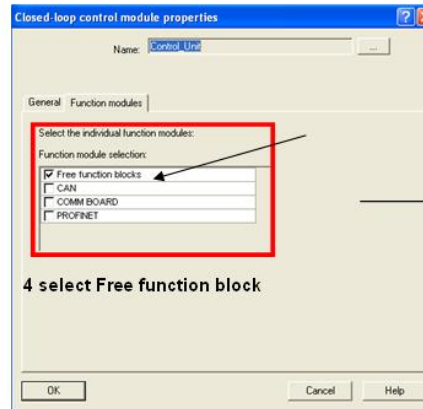 Closed-loop control module properties
Name: Control_Unit ...
General Function modules
Select the individual function modules:
Function module selection:
Free function blocks
CAN
COMM BOARD
PROFINET
4 select Free function block
OK Cancel Help